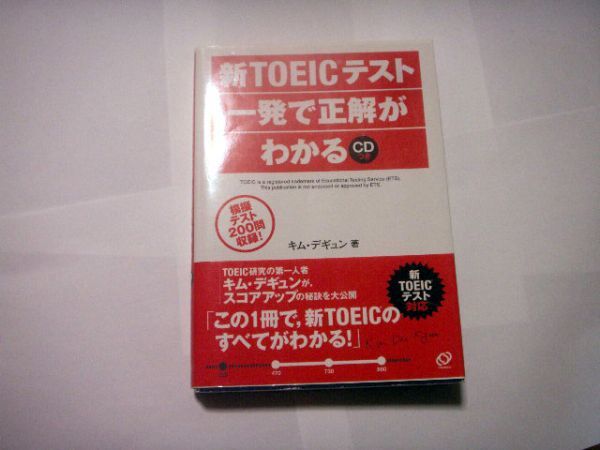 新TOEICテスト
一発で正解が
わかる
CD
つき
TOEIC is a registered trademark of Educational Testing Service (ETS).
This publication is not endorsed or approved by ETS.
模擬
テスト
200問
収録!
キム・デギュン 著
TOEIC研究の第一人者
キム・デギュンが、
スコアアップの秘訣を大公開
新
TOEIC
テスト
対応
「この1冊で,新TOEICの
すべてがわかる!」
470
730
860